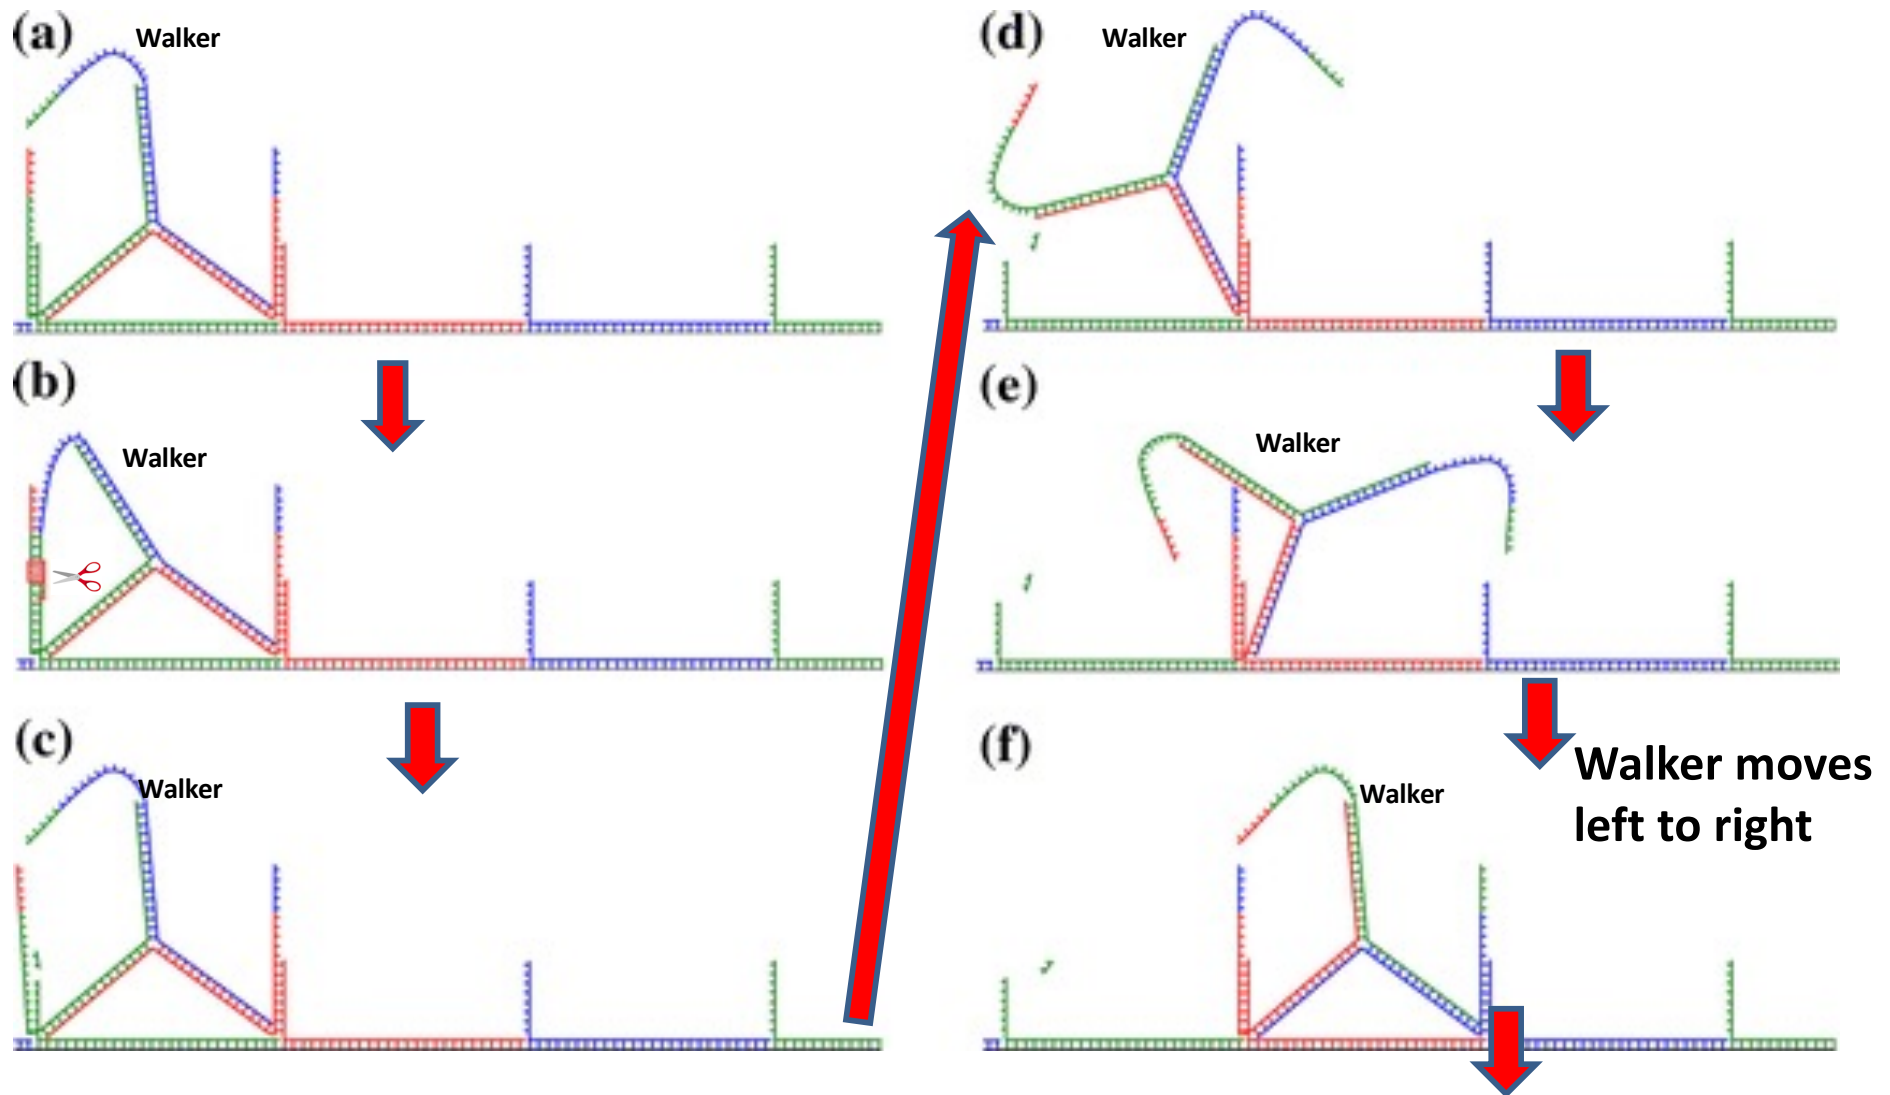 (a)
Walker
(b)
Walker
(c)
Walker
(d)
Walker
(e)
Walker
(f)
Walker moves
left to right
Walker